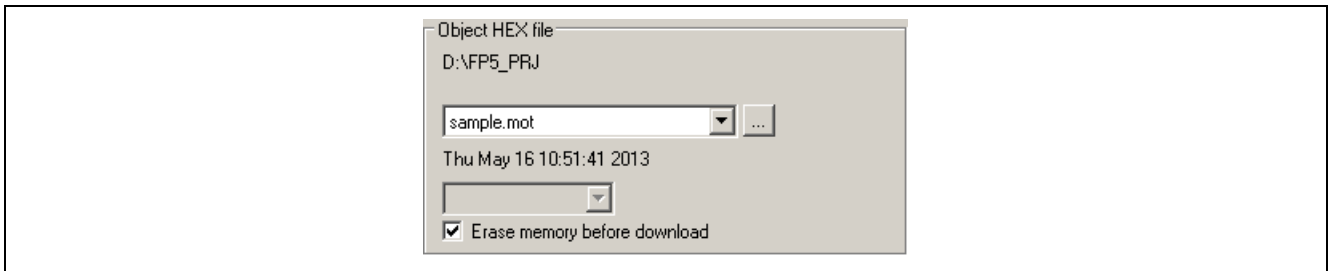 Object HEX file
D:\FP5_PRJ
sample.mot
...
Thu May 16 10:51:41 2013
Erase memory before download